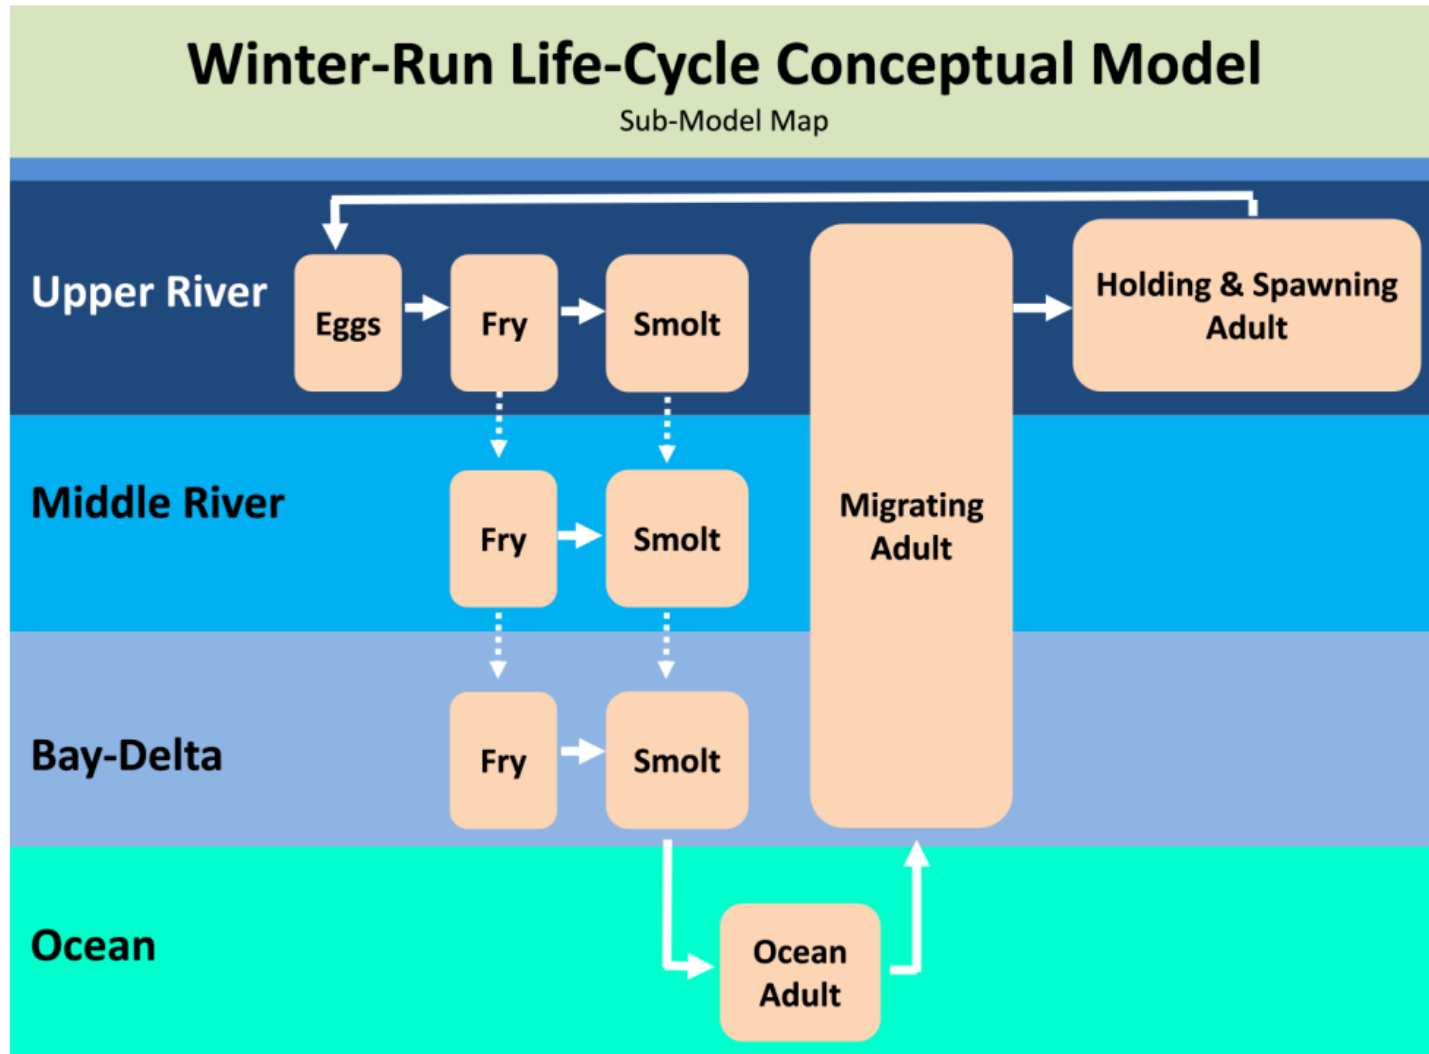 Winter-Run Life-Cycle Conceptual Model
Sub-Model Map
Upper River
Eggs
Fry
Smolt
Holding & Spawning
Adult
Middle River
Fry
Smolt
Migrating
Adult
Bay-Delta
Fry
Smolt
Ocean
Ocean
Adult